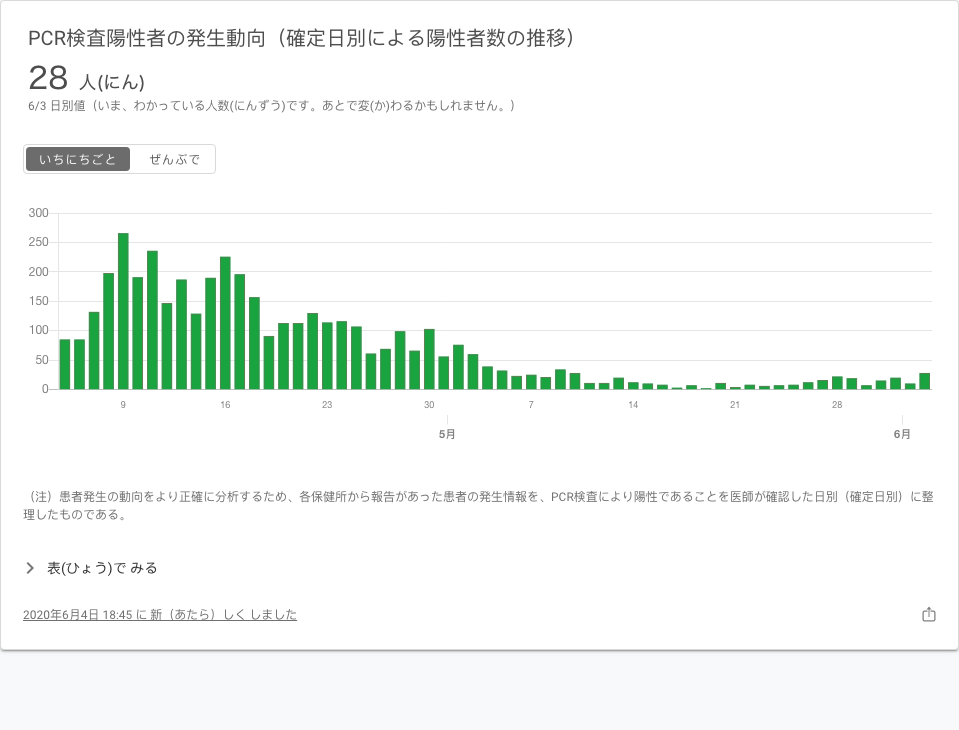 PCR検査陽性者の発生動向（確定日別による陽性者数の推移）
28 人(にん)
6/3 日別値（いま、わかっている人数(にんずう)です。あとで変(か)わるかもしれません。）
いちにちごと ぜんぶで
300
250
200
150
100
50
0
9 16 23 30 7 14 21 28
5月 6月
（注）患者発生の動向をより正確に分析するため、各保健所から報告があった患者の発生情報を、PCR検査により陽性であることを医師が確認した日別（確定日別）に整
理したものである。
表(ひょう)で みる
2020年6月4日 18:45 に 新（あたら）しく しました